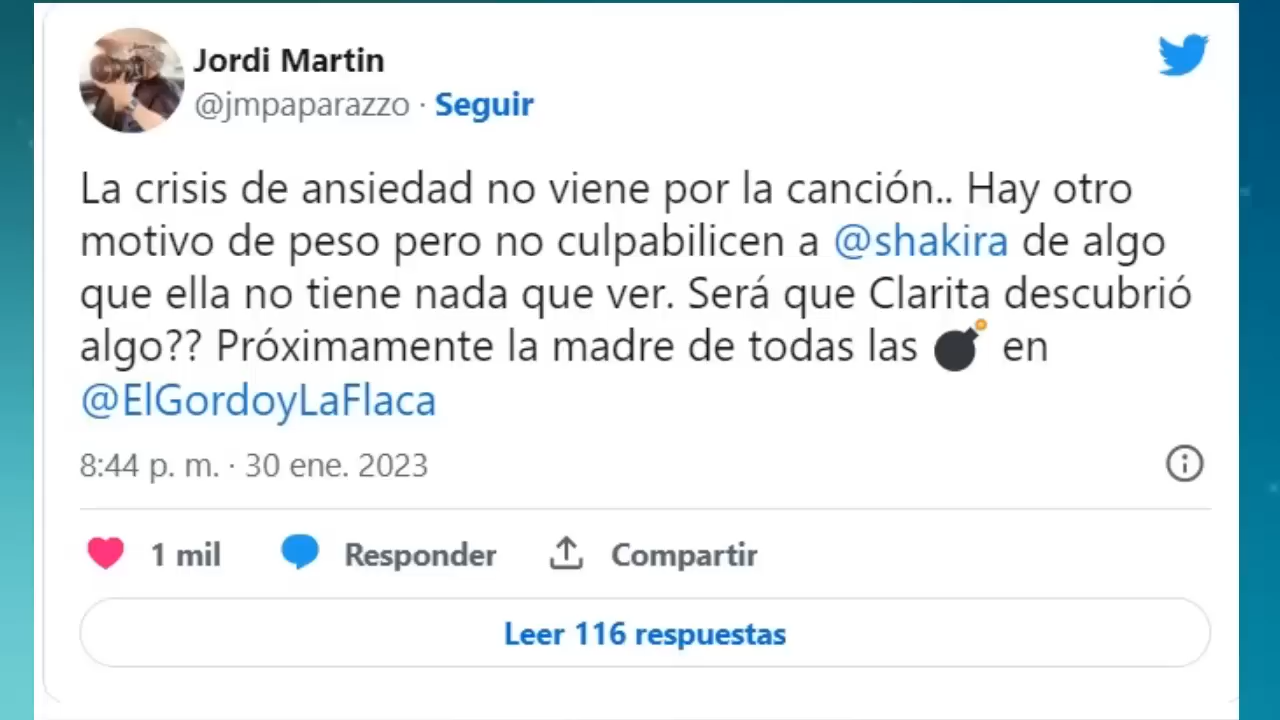 Jordi Martin
@jmpaparazzo · Seguir
La crisis de ansiedad no viene por la canción.. Hay otro
motivo de peso pero no culpabilicen a @shakira de algo
que ella no tiene nada que ver. Será que Clarita descubrió
algo?? Próximamente la madre de todas las 💣 en
@ElGordoyLaFlaca
8:44 p. m. · 30 ene. 2023
1 mil Responder Compartir
Leer 116 respuestas